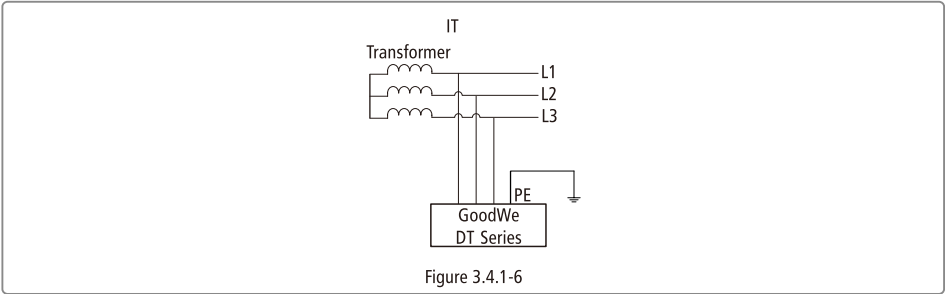 IT
Transformer
L1
L2
L3
PE
GoodWe
DT Series
Figure 3.4.1-6